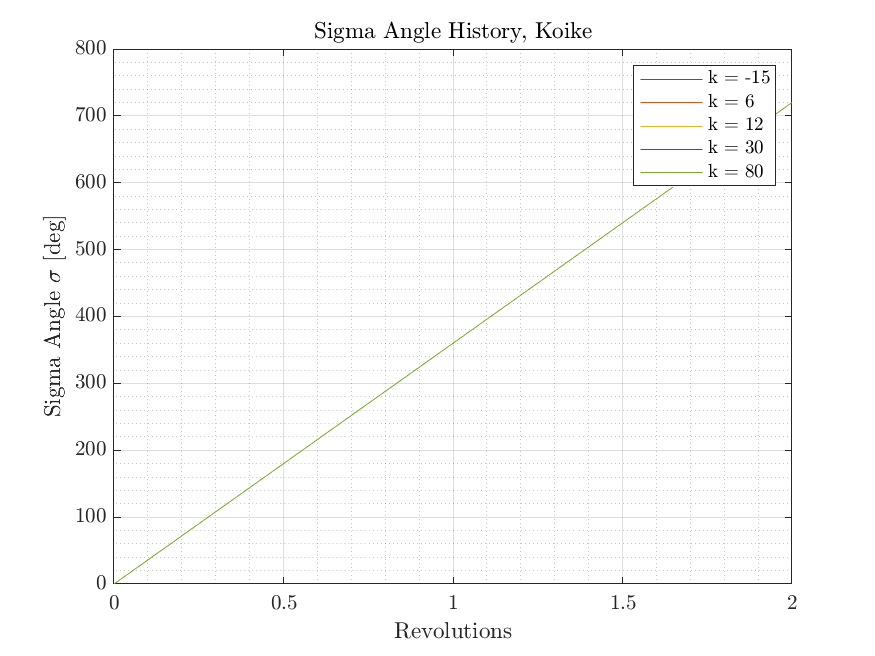 Sigma Angle History, Koike
800
700
600
500
400
300
200
100
0
Sigma Angle σ [deg]
k = -15
k = 6
k = 12
k = 30
k = 80
0
0.5
1
1.5
2
Revolutions